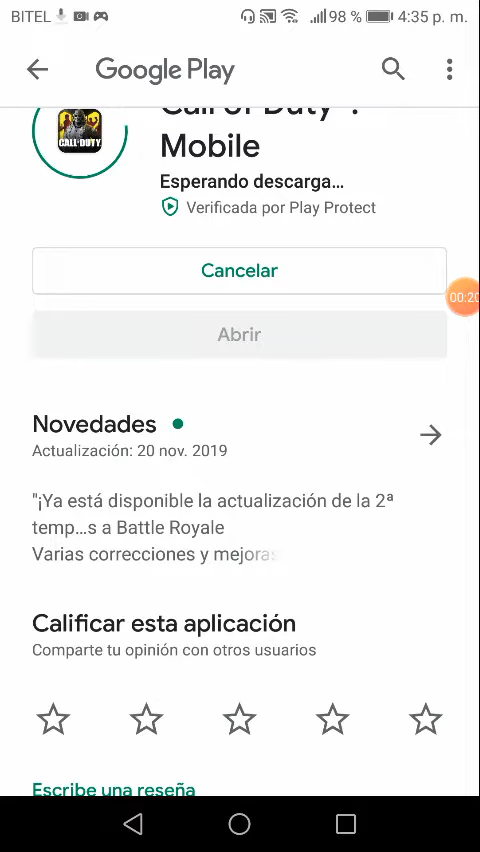 BITEL 98 % 4:35 p. m.
Google Play
Call of Duty®:
Mobile
CALL·DUTY
Esperando descarga...
Verificada por Play Protect
Cancelar
00:20
Abrir
Novedades
Actualización: 20 nov. 2019
"¡Ya está disponible la actualización de la 2ª
temp...s a Battle Royale
Varias correcciones y mejoras
Calificar esta aplicación
Comparte tu opinión con otros usuarios
Escribe una reseña